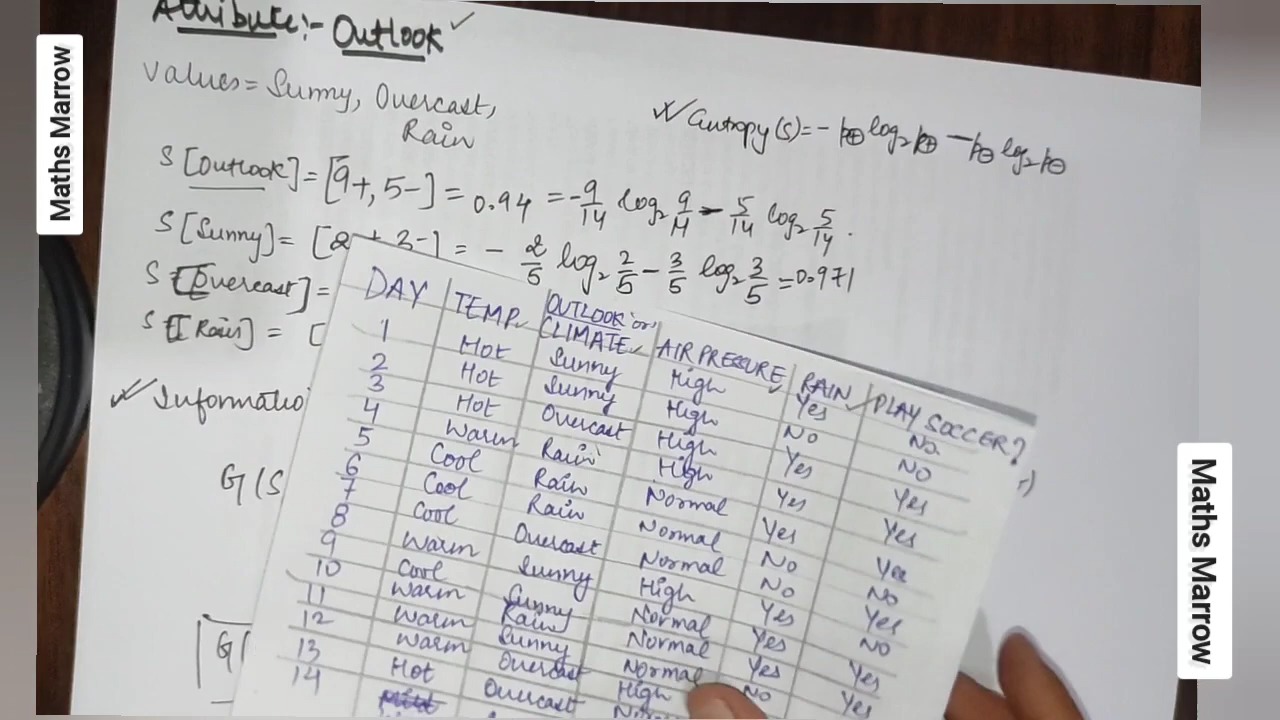 Attribute:- Outlook ✓
Values = Sunny, Overcast,
Rain
✓ Entropy (S) = - p⊕ log₂ p⊕ - p⊖ log₂ p⊖
S [Outlook] = [9+, 5-] = 0.94 = -9/14 log₂ 9/14 - 5/14 log₂ 5/14.
S [Sunny] = [2+ 3-] = - 2/5 log₂ 2/5 - 3/5 log₂ 3/5 = 0.971
S [Overcast] =
S [Rain] = [
✓ Informatio
G(S
G(
DAY TEMP ✓ OUTLOOK or CLIMATE ✓ AIR PRESSURE ✓ RAIN ✓ PLAY SOCCER?
1 Hot Sunny High Yes No
2 Hot Sunny High No No
3 Hot Overcast High Yes Yes
4 Warm Rain High Yes Yes
5 Cool Rain Normal Yes Yes
6 Cool Rain Normal No No
7 Cool Overcast Normal No Yes
8 Warm Sunny High Yes No
9 Cool Sunny Normal Yes Yes
10 Warm Rain Normal Yes Yes
11 Warm Sunny Normal No
12 Warm Overcast High
13 Hot Overcast
14
Maths Marrow
Maths Marrow